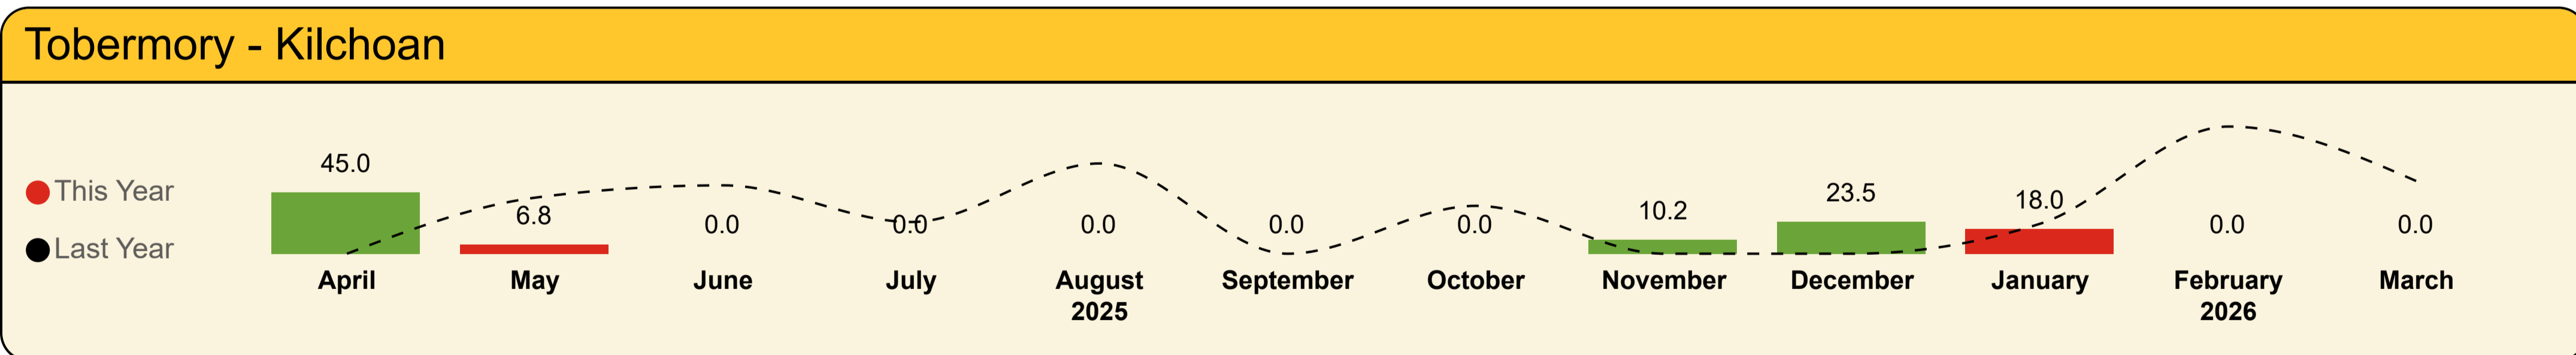 Tobermory - Kilchoan
This Year
Last Year
45.0
6.8
0.0
0.0
0.0
0.0
0.0
10.2
23.5
18.0
0.0
0.0
April
May
June
July
August
September
October
November
December
January
February
March
2025
2026